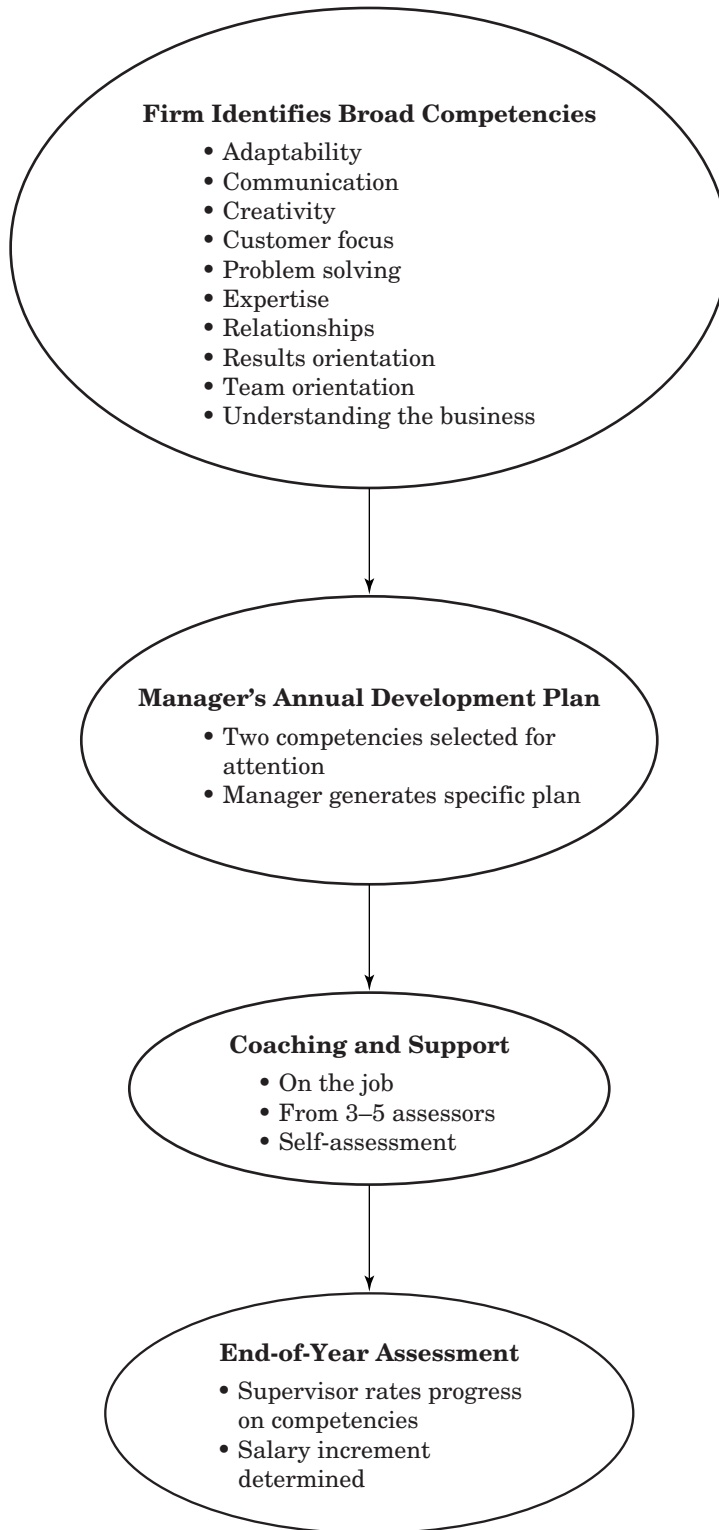 Firm Identifies Broad Competencies
• Adaptability
• Communication
• Creativity
• Customer focus
• Problem solving
• Expertise
• Relationships
• Results orientation
• Team orientation
• Understanding the business
Manager’s Annual Development Plan
• Two competencies selected for
attention
• Manager generates specific plan
Coaching and Support
• On the job
• From 3–5 assessors
• Self-assessment
End-of-Year Assessment
• Supervisor rates progress
on competencies
• Salary increment
determined